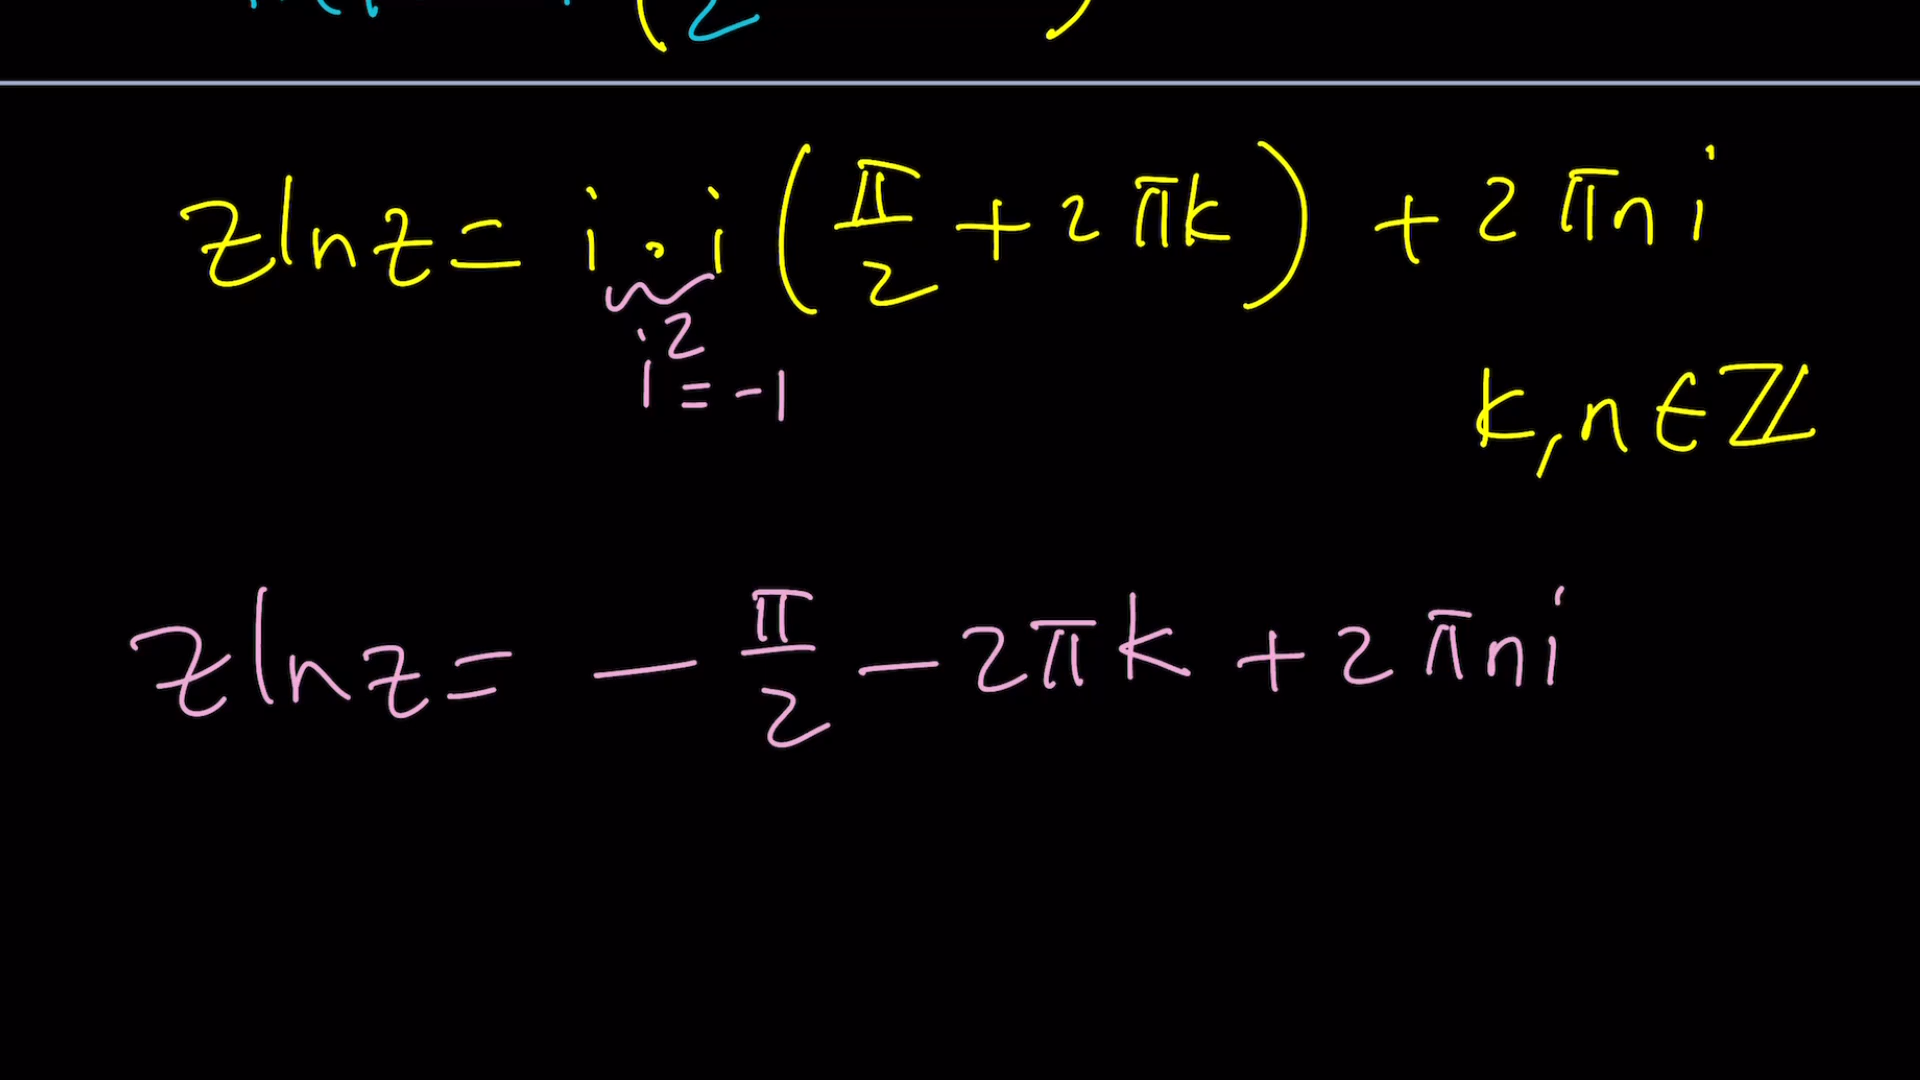 z ln z = i · i (π/2 + 2πk) + 2πni
i² = -1
k, n ∈ ℤ
z ln z = - π/2 - 2πk + 2πni